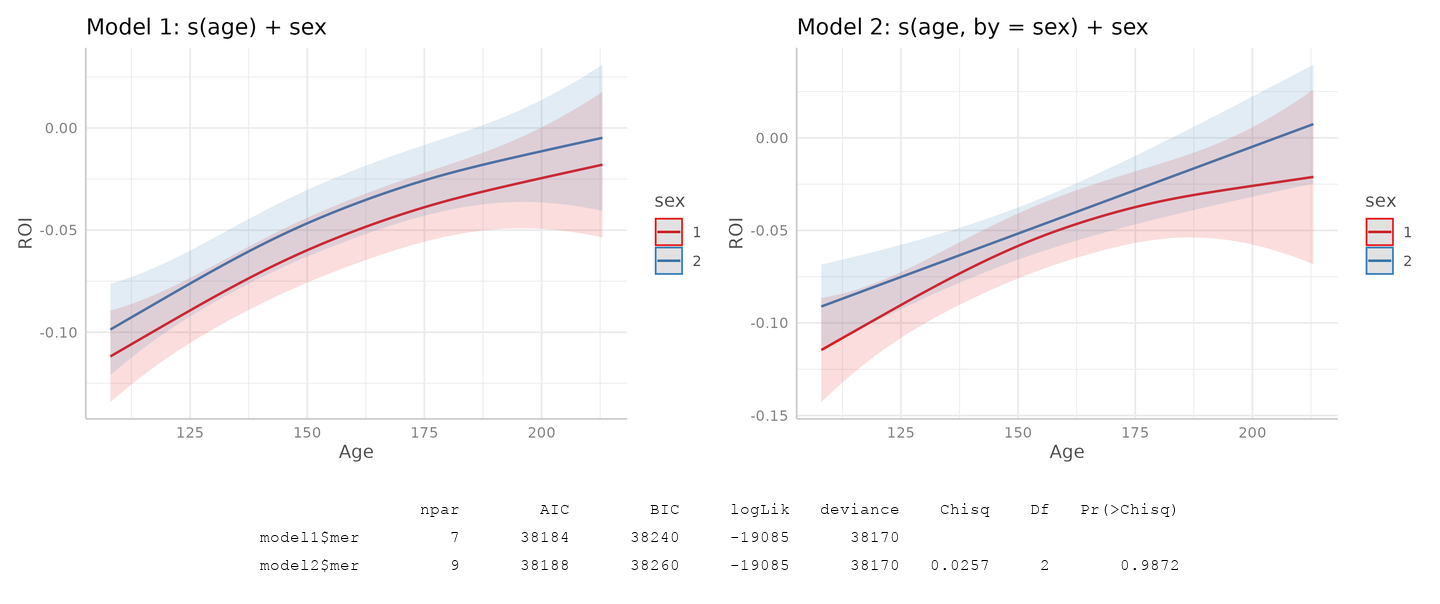 Model 1: s(age) + sex
0.00
-0.05
-0.10
ROI
125 150 175 200
Age
sex
1
2
Model 2: s(age, by = sex) + sex
0.00
-0.05
-0.10
-0.15
ROI
125 150 175 200
Age
sex
1
2
npar AIC BIC logLik deviance Chisq Df Pr(>Chisq)
model1$mer 7 38184 38240 -19085 38170
model2$mer 9 38188 38260 -19085 38170 0.0257 2 0.9872